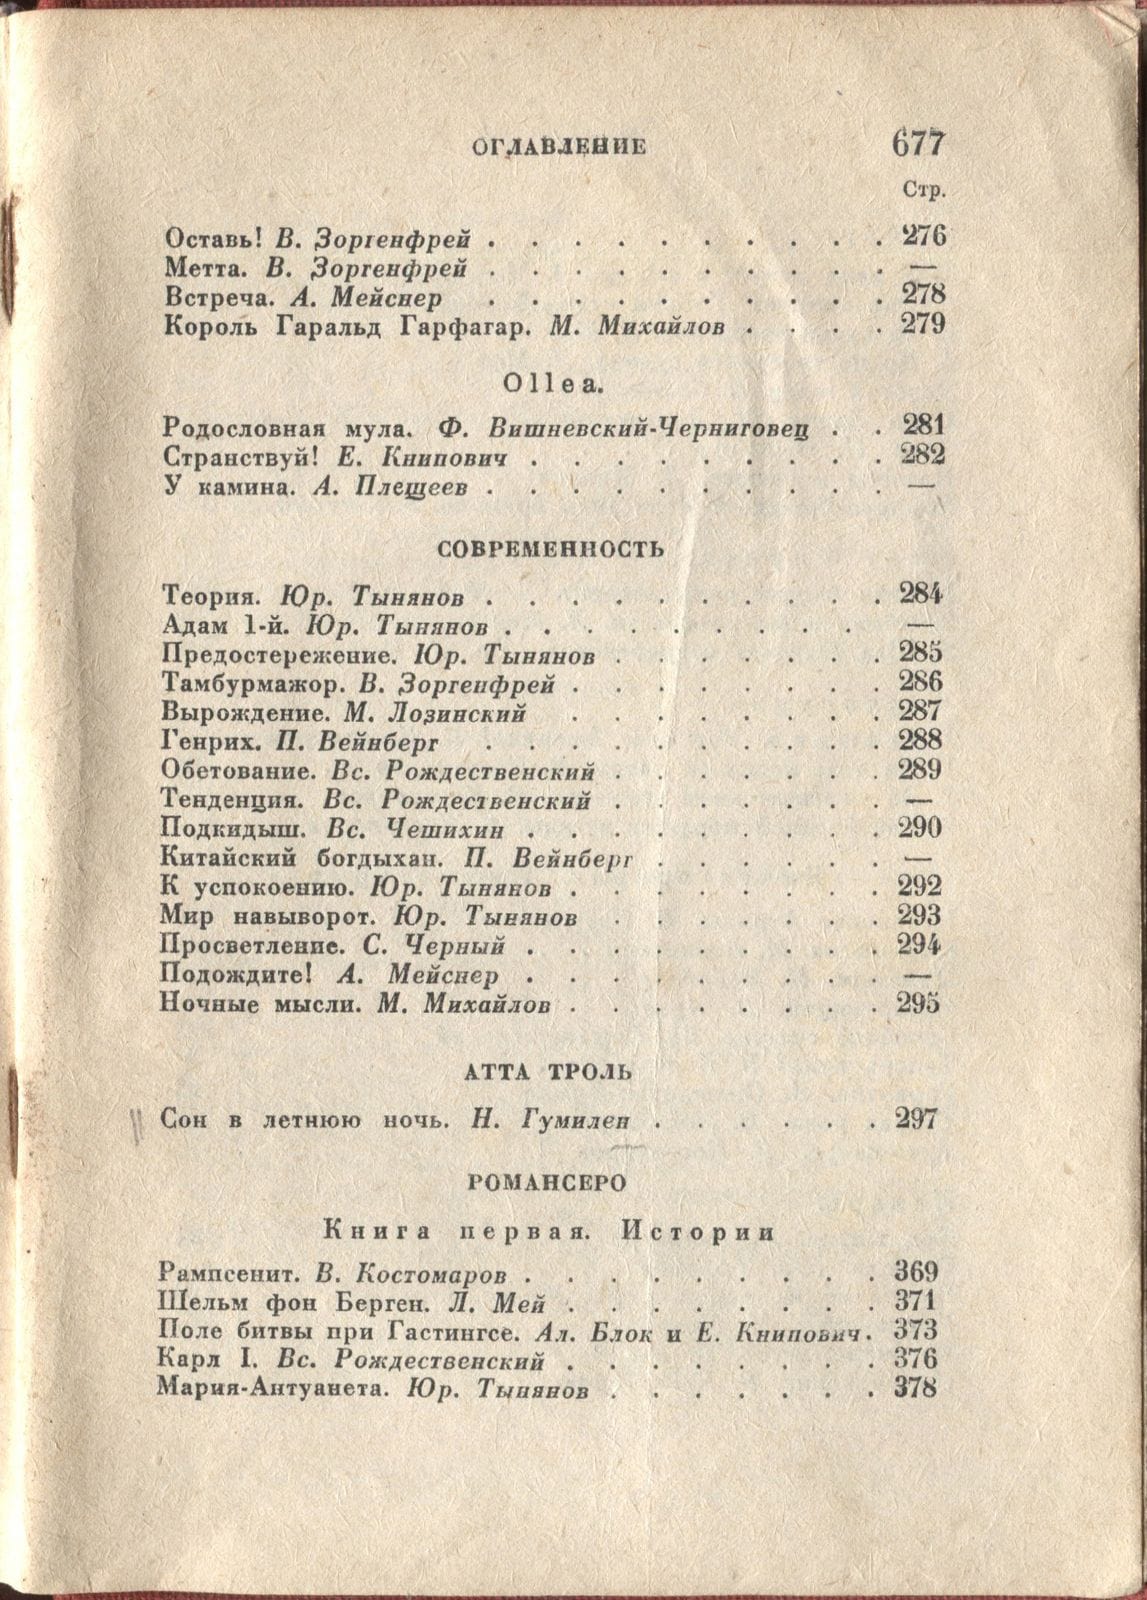 ОГЛАВЛЕНИЕ 677
Стр.
Оставь! В. Зоргенфрей . . . . . . . . . . 276
Метта. В. Зоргенфрей . . . . . . . . . . —
Встреча. А. Мейснер . . . . . . . . . . 278
Король Гаральд Гарфагар. М. Михайлов . . . . 279
Ollea.
Родословная мула. Ф. Вишневский-Черниговец . . 281
Странствуй! Е. Книпович . . . . . . . . . 282
У камина. А. Плещеев . . . . . . . . . . —
СОВРЕМЕННОСТЬ
Теория. Юр. Тынянов . . . . . . . . . . 284
Адам 1-й. Юр. Тынянов . . . . . . . . . —
Предостережение. Юр. Тынянов . . . . . . . 285
Тамбурмажор. В. Зоргенфрей . . . . . . . . 286
Вырождение. М. Лозинский . . . . . . . . 287
Генрих. П. Вейнберг . . . . . . . . . . 288
Обетование. Вс. Рождественский . . . . . . . 289
Тенденция. Вс. Рождественский . . . . . . . —
Подкидыш. Вс. Чешихин . . . . . . . . . 290
Китайский богдыхан. П. Вейнберг . . . . . . —
К успокоению. Юр. Тынянов . . . . . . . . 292
Мир навыворот. Юр. Тынянов . . . . . . . 293
Просветление. С. Черный . . . . . . . . . 294
Подождите! А. Мейснер . . . . . . . . . —
Ночные мысли. М. Михайлов . . . . . . . . 295
АТТА ТРОЛЬ
Сон в летнюю ночь. Н. Гумилев . . . . . . 297
РОМАНСЕРО
Книга первая. Истории
Рампсенит. В. Костомаров . . . . . . . . . 369
Шельм фон Берген. Л. Мей . . . . . . . . 371
Поле битвы при Гастингсе. Ал. Блок и Е. Книпович. 373
Карл I. Вс. Рождественский . . . . . . . . 376
Мария-Антуанета. Юр. Тынянов . . . . . . . 378